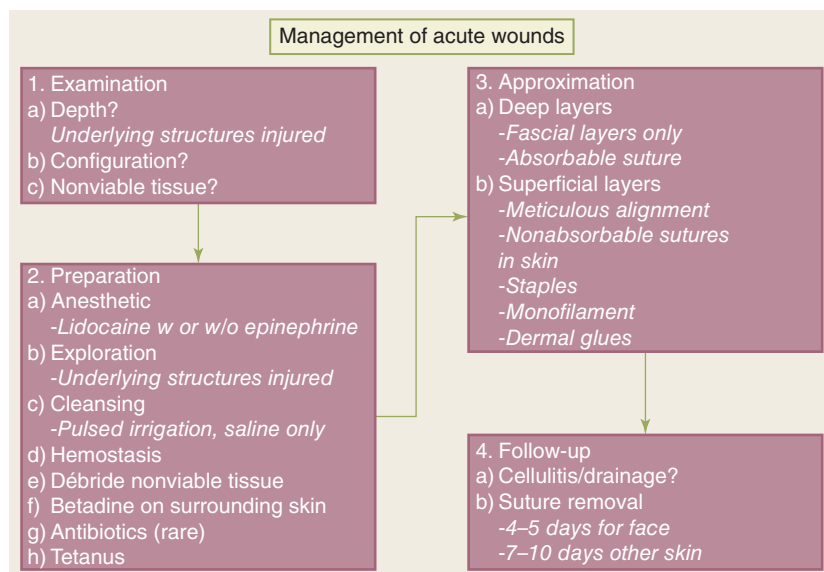 Management of acute wounds
1. Examination
a) Depth?
Underlying structures injured
b) Configuration?
c) Nonviable tissue?
2. Preparation
a) Anesthetic
-Lidocaine w or w/o epinephrine
b) Exploration
-Underlying structures injured
c) Cleansing
-Pulsed irrigation, saline only
d) Hemostasis
e) Débride nonviable tissue
f) Betadine on surrounding skin
g) Antibiotics (rare)
h) Tetanus
3. Approximation
a) Deep layers
-Fascial layers only
-Absorbable suture
b) Superficial layers
-Meticulous alignment
-Nonabsorbable sutures
in skin
-Staples
-Monofilament
-Dermal glues
4. Follow-up
a) Cellulitis/drainage?
b) Suture removal
-4–5 days for face
-7–10 days other skin